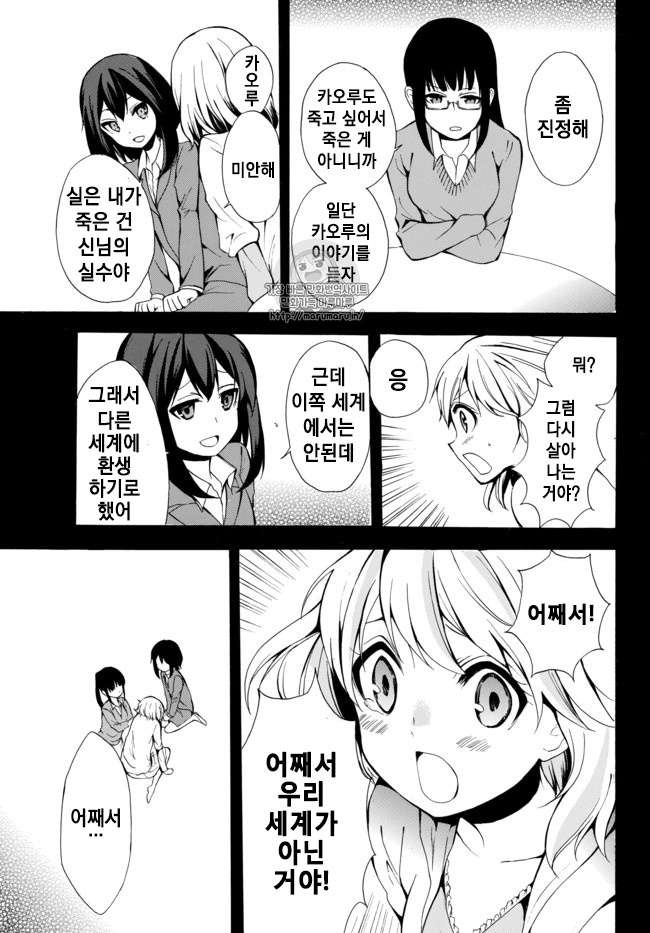 좀
진정해
카오루도
죽고 싶어서
죽은 게
아니니까
일단
카오루의
이야기를
듣자
카오루
미안해
실은 내가
죽은 건
신님의
실수야
http://marumaru.in/
뭐?
그럼
다시
살아
나는
거야?
응
근데
이쪽 세계
에서는
안된데
그래서
다른
세계에
환생
하기로
했어
어째서!
어째서
우리
세계가
아닌
거야!
어째서
...